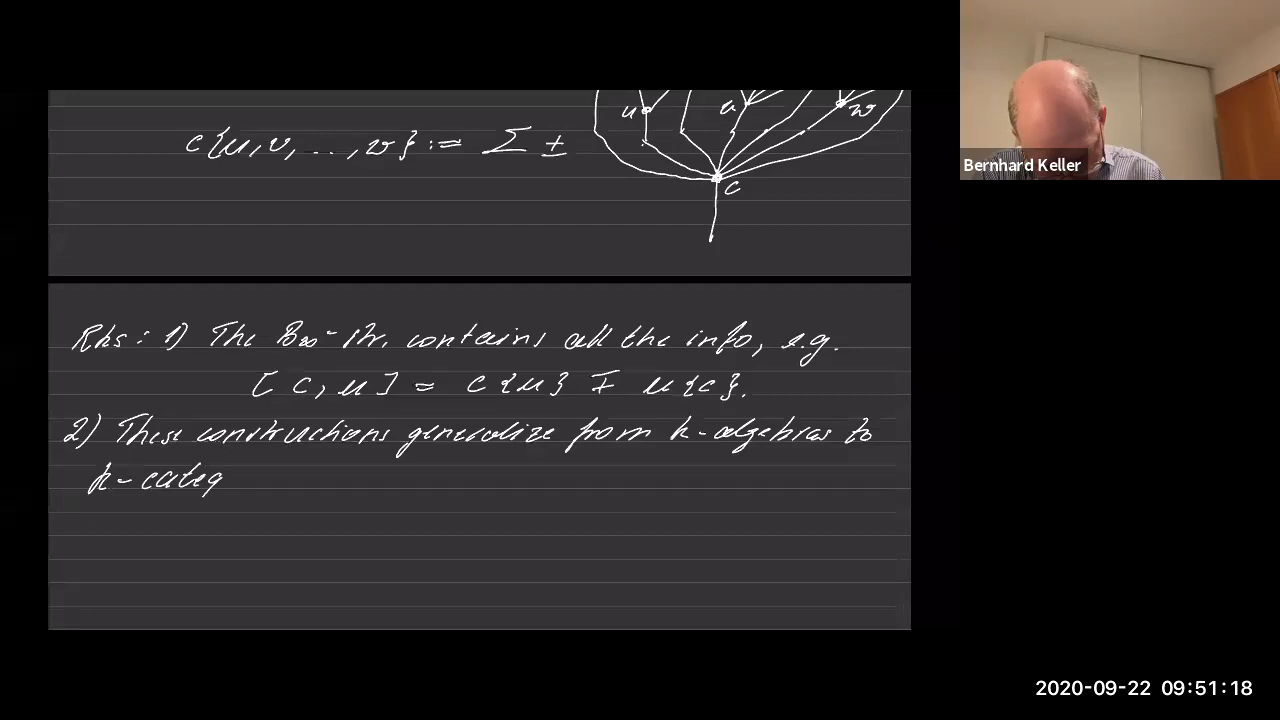 c{u, v, ..., w} := Σ ±
u
u
w
c
Bernhard Keller
Rks : 1) The B∞-str. contains all the info, e.g.
[c, u] = c{u} ∓ u{c}.
2) These constructions generalize from k-algebras to
k-categ
2020-09-22 09:51:18